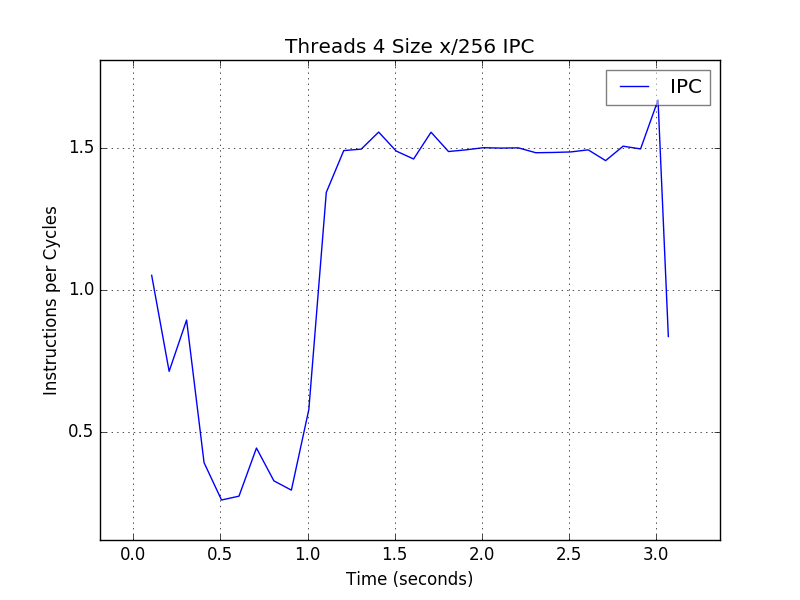 Threads 4 Size x/256 IPC
IPC
Instructions per Cycles
1.5
1.0
0.5
0.0 0.5 1.0 1.5 2.0 2.5 3.0
Time (seconds)